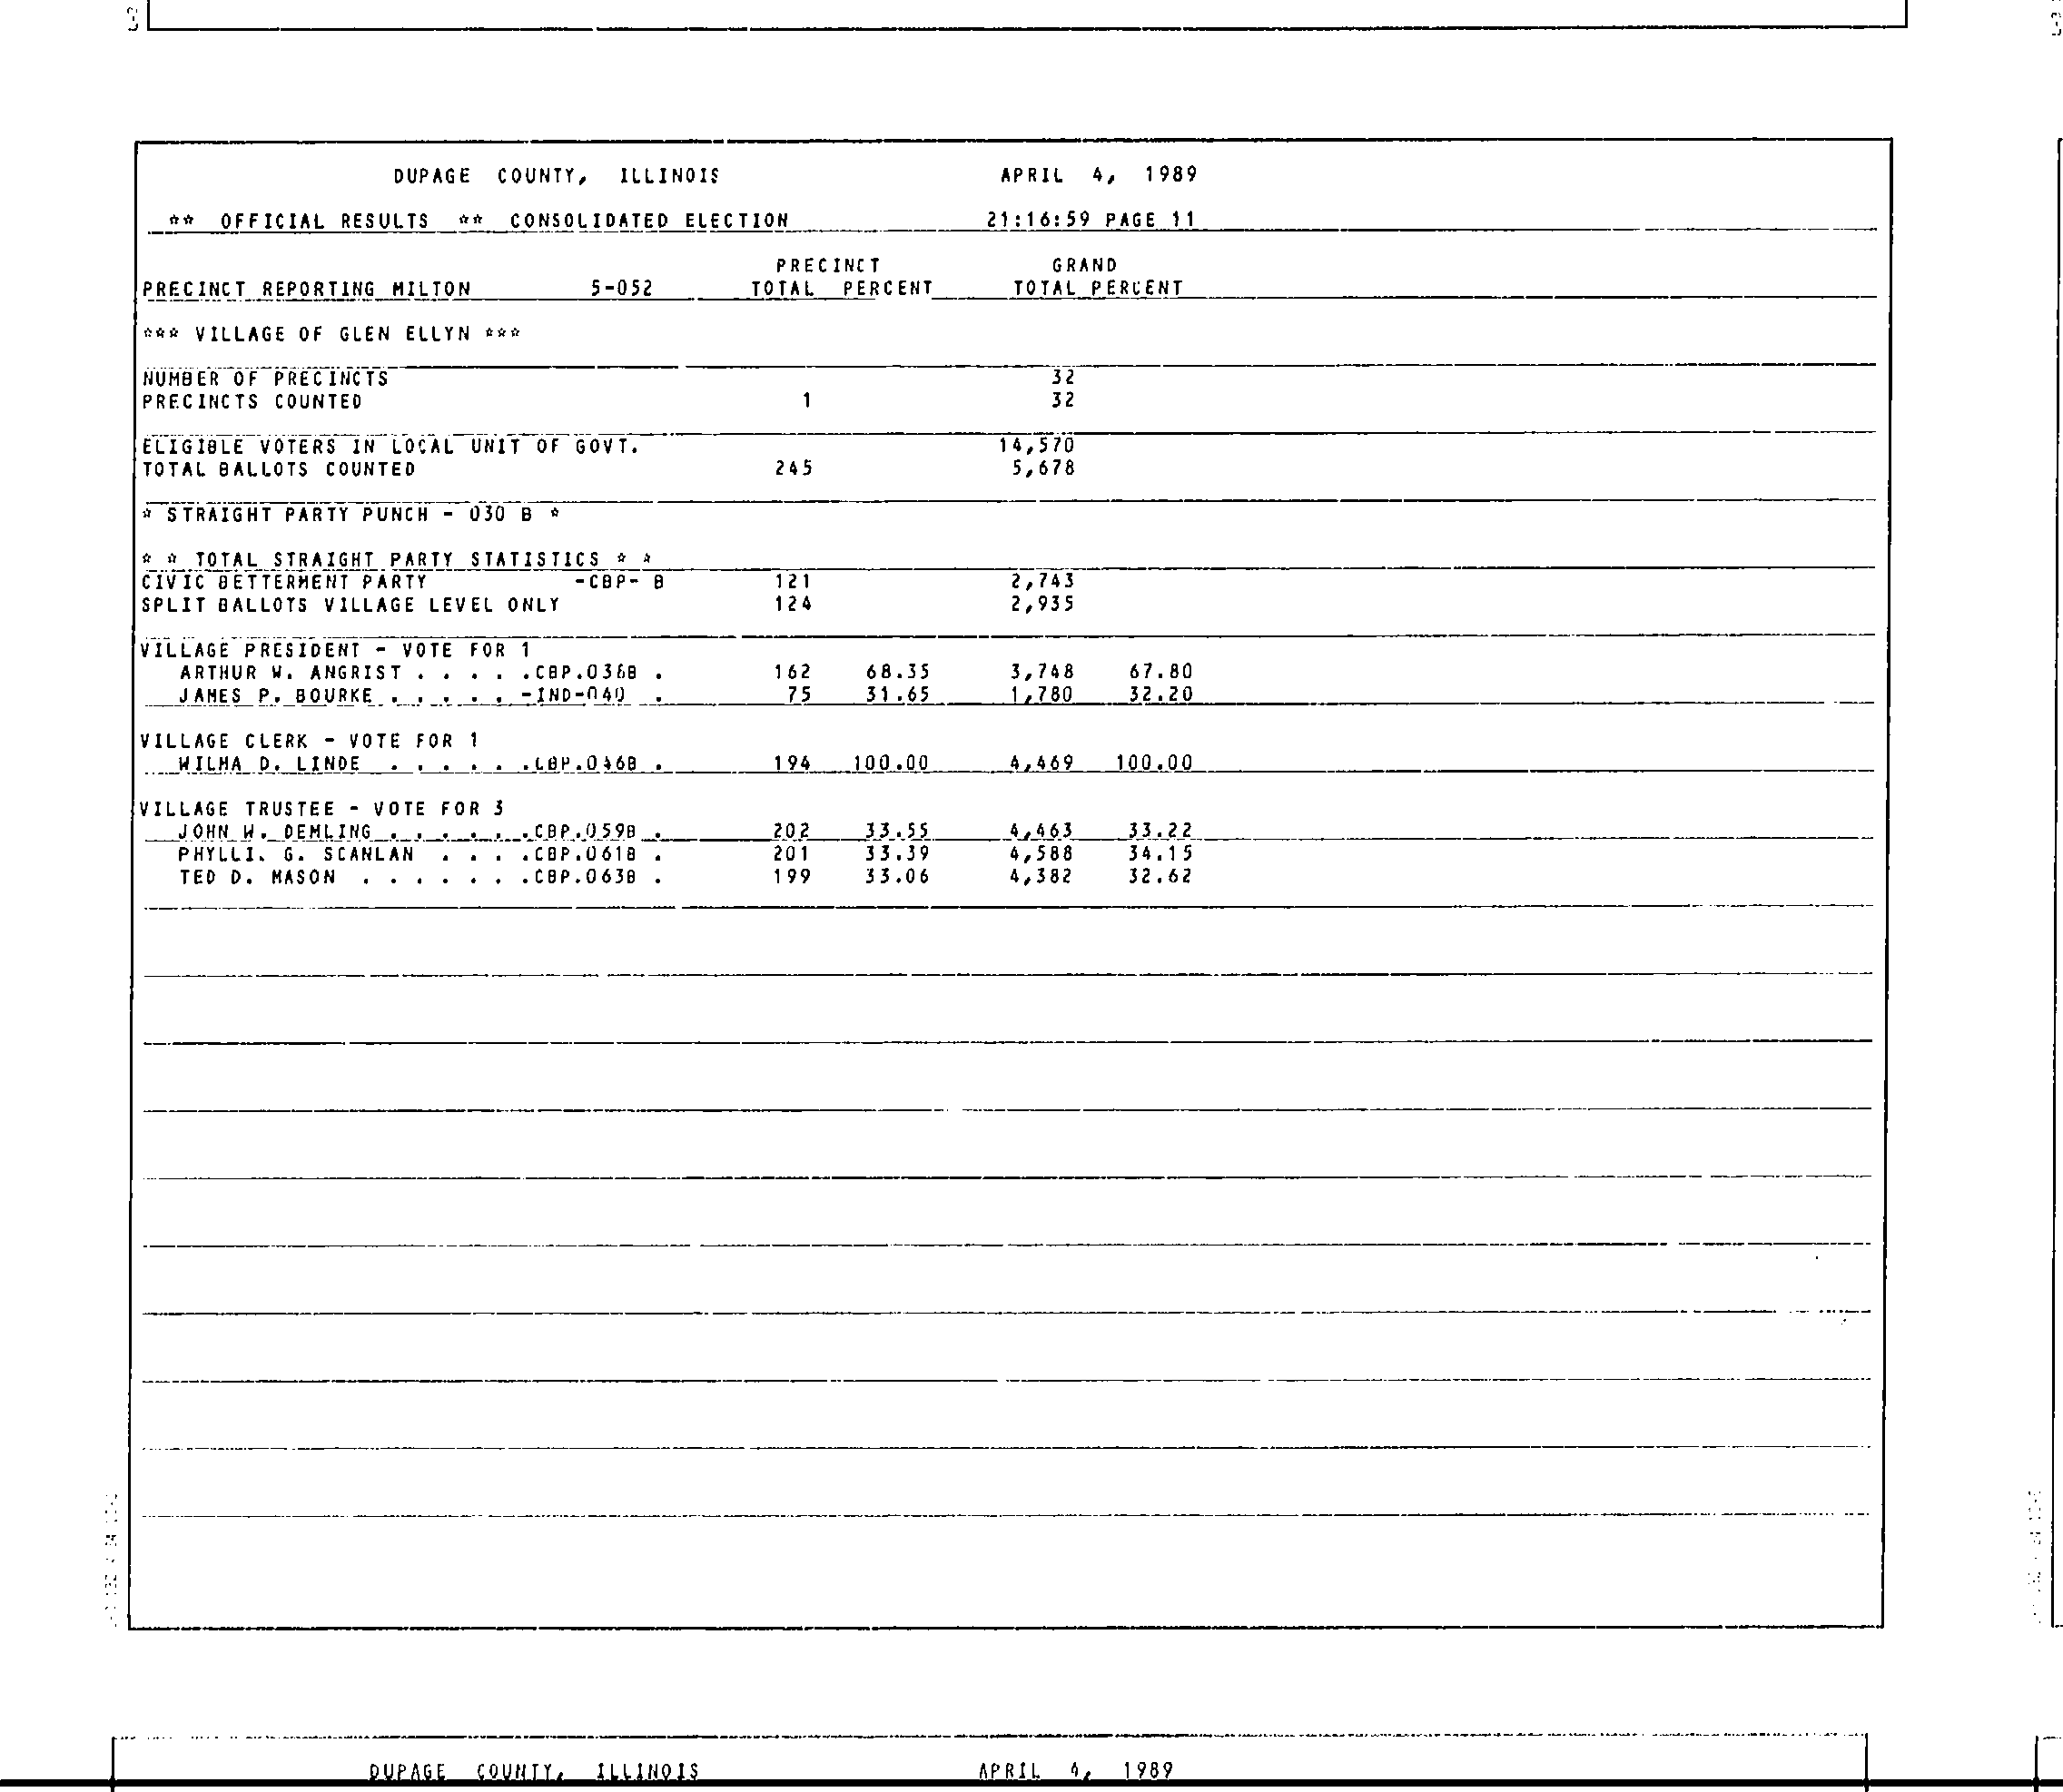 DUPAGE COUNTY, ILLINOIS APRIL 4, 1989
** OFFICIAL RESULTS ** CONSOLIDATED ELECTION 21:16:59 PAGE 11
PRECINCT GRAND
PRECINCT REPORTING MILTON 5-052 TOTAL PERCENT TOTAL PERCENT
*** VILLAGE OF GLEN ELLYN ***
NUMBER OF PRECINCTS 32
PRECINCTS COUNTED 1 32
ELIGIBLE VOTERS IN LOCAL UNIT OF GOVT. 14,570
TOTAL BALLOTS COUNTED 245 5,678
* STRAIGHT PARTY PUNCH - 030 B *
* * TOTAL STRAIGHT PARTY STATISTICS * *
CIVIC BETTERMENT PARTY -CBP- B 121 2,743
SPLIT BALLOTS VILLAGE LEVEL ONLY 124 2,935
VILLAGE PRESIDENT - VOTE FOR 1
ARTHUR W. ANGRIST . . . . .CBP.036B . 162 68.35 3,748 67.80
JAMES P. BOURKE . . . . . -IND-040 . 75 31.65 1,780 32.20
VILLAGE CLERK - VOTE FOR 1
WILMA D. LINDE . . . . . .CBP.046B . 194 100.00 4,469 100.00
VILLAGE TRUSTEE - VOTE FOR 3
JOHN W. DEMLING . . . . . .CBP.059B . 202 33.55 4,463 33.22
PHYLLI. G. SCANLAN . . . .CBP.061B . 201 33.39 4,588 34.15
TED D. MASON . . . . . . .CBP.063B . 199 33.06 4,382 32.62
DUPAGE COUNTY, ILLINOIS APRIL 4, 1989